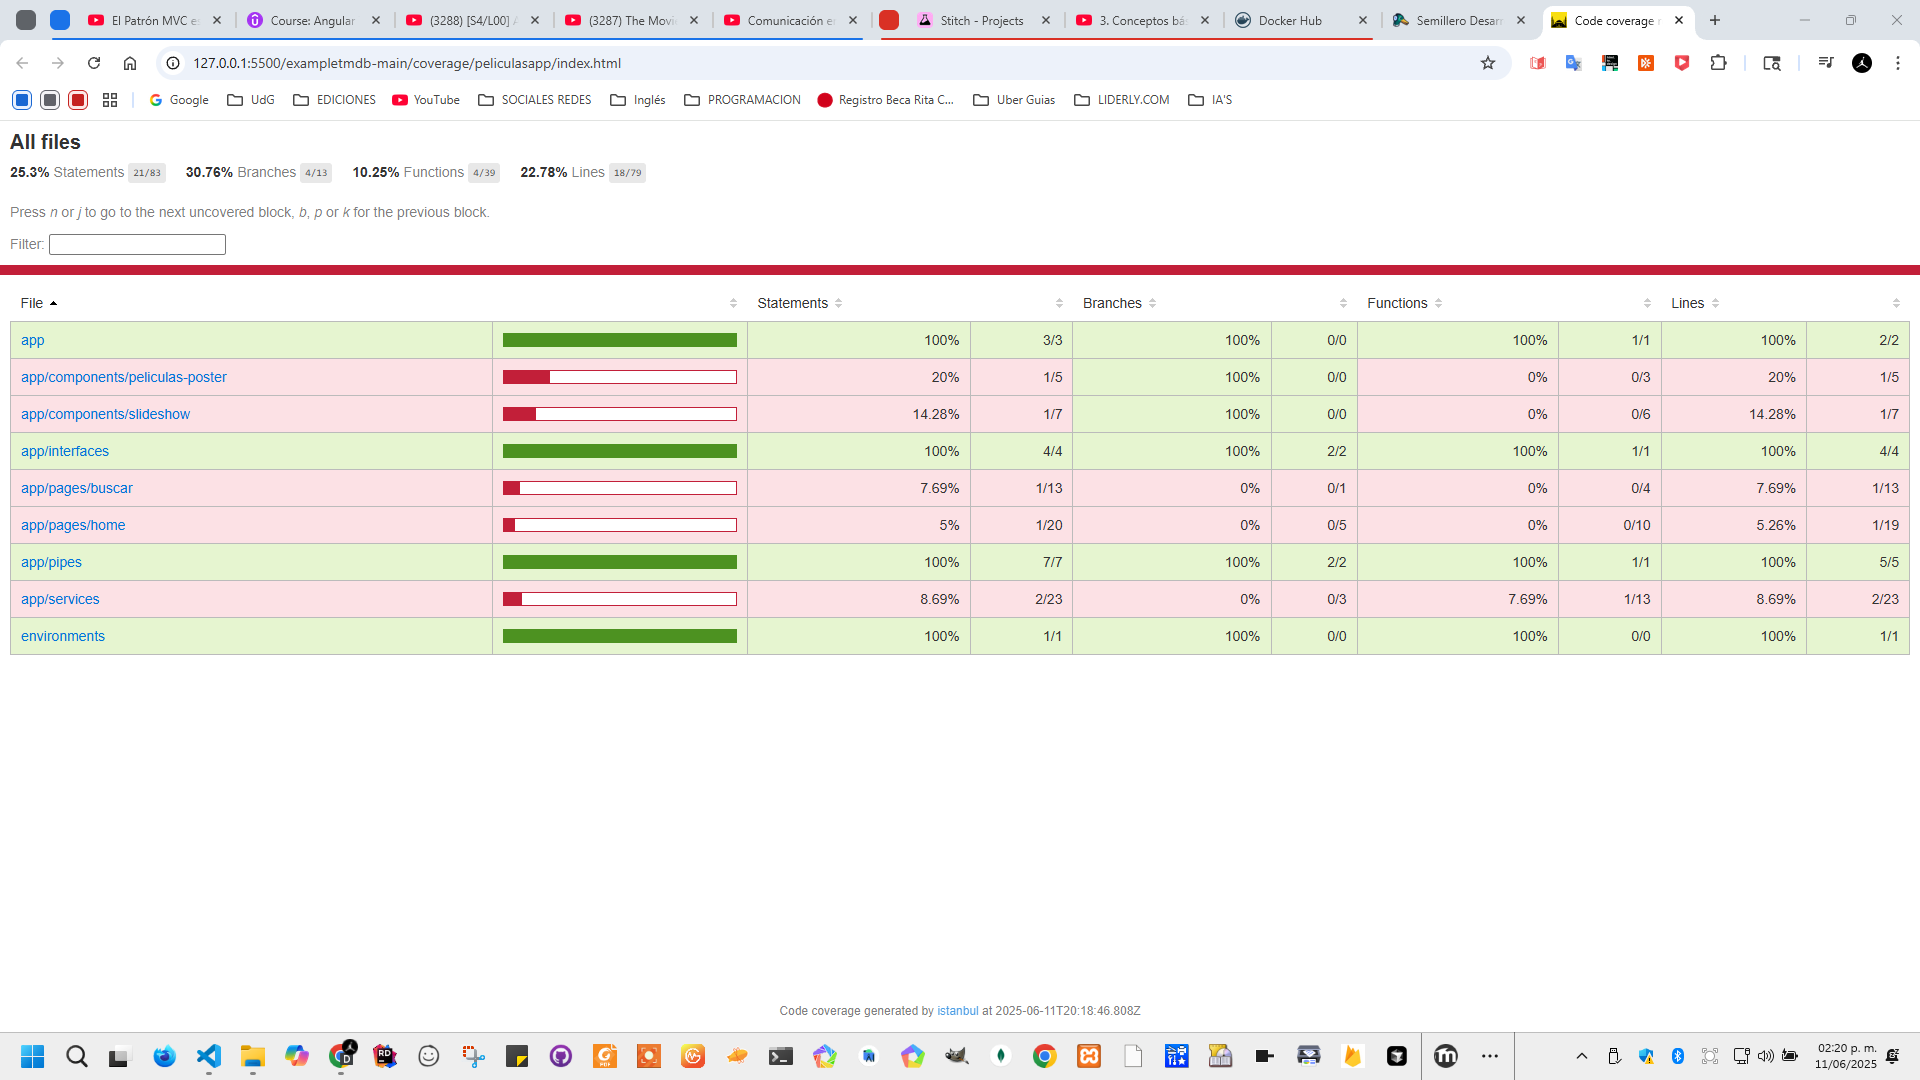 El Patrón MVC es
Course: Angular
(3288) [S4/L00] A
(3287) The Movie
Comunicación e
Stitch - Projects
3. Conceptos bá
Docker Hub
Semillero Desarr
Code coverage r
127.0.0.1:5500/exampletmdb-main/coverage/peliculasapp/index.html
Google UdG EDICIONES YouTube SOCIALES REDES Inglés PROGRAMACION Registro Beca Rita C... Uber Guias LIDERLY.COM IA'S
All files
25.3% Statements 21/83 30.76% Branches 4/13 10.25% Functions 4/39 22.78% Lines 18/79
Press n or j to go to the next uncovered block, b, p or k for the previous block.
Filter:
File Statements Branches Functions Lines
app 100% 3/3 100% 0/0 100% 1/1 100% 2/2
app/components/peliculas-poster 20% 1/5 100% 0/0 0% 0/3 20% 1/5
app/components/slideshow 14.28% 1/7 100% 0/0 0% 0/6 14.28% 1/7
app/interfaces 100% 4/4 100% 2/2 100% 1/1 100% 4/4
app/pages/buscar 7.69% 1/13 0% 0/1 0% 0/4 7.69% 1/13
app/pages/home 5% 1/20 0% 0/5 0% 0/10 5.26% 1/19
app/pipes 100% 7/7 100% 2/2 100% 1/1 100% 5/5
app/services 8.69% 2/23 0% 0/3 7.69% 1/13 8.69% 2/23
environments 100% 1/1 100% 0/0 100% 0/0 100% 1/1
Code coverage generated by istanbul at 2025-06-11T20:18:46.808Z
02:20 p. m.
11/06/2025